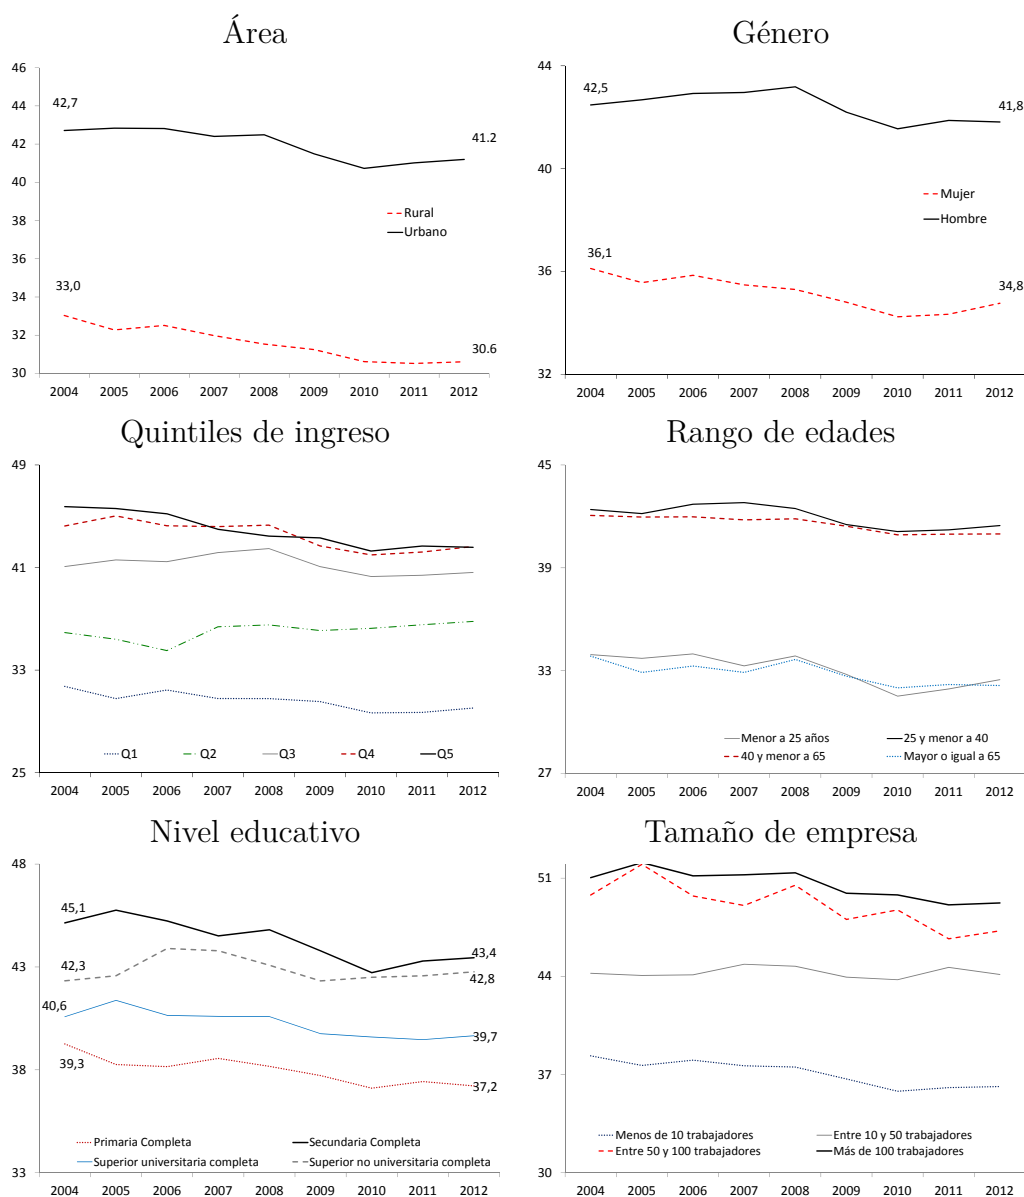 Área
46
44
42
40
38
36
34
32
30
42,7
41.2
33,0
30.6
Rural
Urbano
2004 2005 2006 2007 2008 2009 2010 2011 2012
Género
44
40
36
32
42,5
41,8
36,1
34,8
Mujer
Hombre
2004 2005 2006 2007 2008 2009 2010 2011 2012
Quintiles de ingreso
49
41
33
25
Q1 Q2 Q3 Q4 Q5
2004 2005 2006 2007 2008 2009 2010 2011 2012
Rango de edades
45
39
33
27
Menor a 25 años 25 y menor a 40
40 y menor a 65 Mayor o igual a 65
2004 2005 2006 2007 2008 2009 2010 2011 2012
Nivel educativo
48
43
38
33
45,1
43,4
42,3
42,8
40,6
39,7
39,3
37,2
Primaria Completa Secundaria Completa
Superior universitaria completa Superior no universitaria completa
2004 2005 2006 2007 2008 2009 2010 2011 2012
Tamaño de empresa
51
44
37
30
Menos de 10 trabajadores Entre 10 y 50 trabajadores
Entre 50 y 100 trabajadores Más de 100 trabajadores
2004 2005 2006 2007 2008 2009 2010 2011 2012